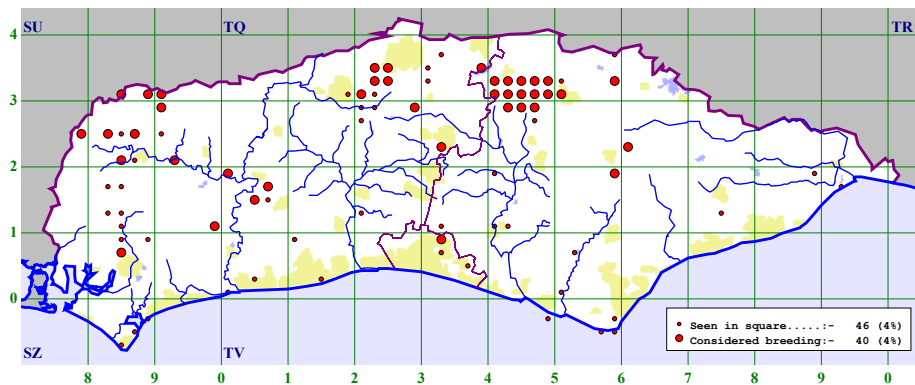 SU TQ TR
4
3
2
1
0
Seen in square.....:- 46 (4%)
Considered breeding:- 40 (4%)
SZ TV
8 9 0 1 2 3 4 5 6 7 8 9 0